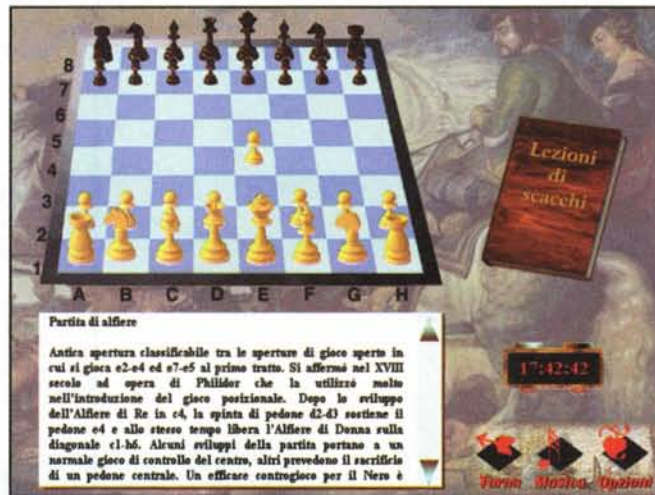 8
7
6
5
4
3
2
1
A B C D E F G H
Lezioni
di
scacchi
Partita di alfiere
Antica apertura classificabile tra le aperture di gioco aperto in
cui si gioca e2-e4 ed e7-e5 al primo tratto. Si affermò nel XVIII
secolo ad opera di Philidor che la utilizzò molto
nell'introduzione del gioco posizionale. Dopo lo sviluppo
dell'Alfiere di Re in c4, la spinta di pedone d2-d3 sostiene il
pedone e4 e allo stesso tempo libera l'Alfiere di Donna sulla
diagonale c1-h6. Alcuni sviluppi della partita portano a un
normale gioco di controllo del centro, altri prevedono il sacrificio
di un pedone centrale. Un efficace controgioco per il Nero è
17:42:42
Torna Musica Opzioni